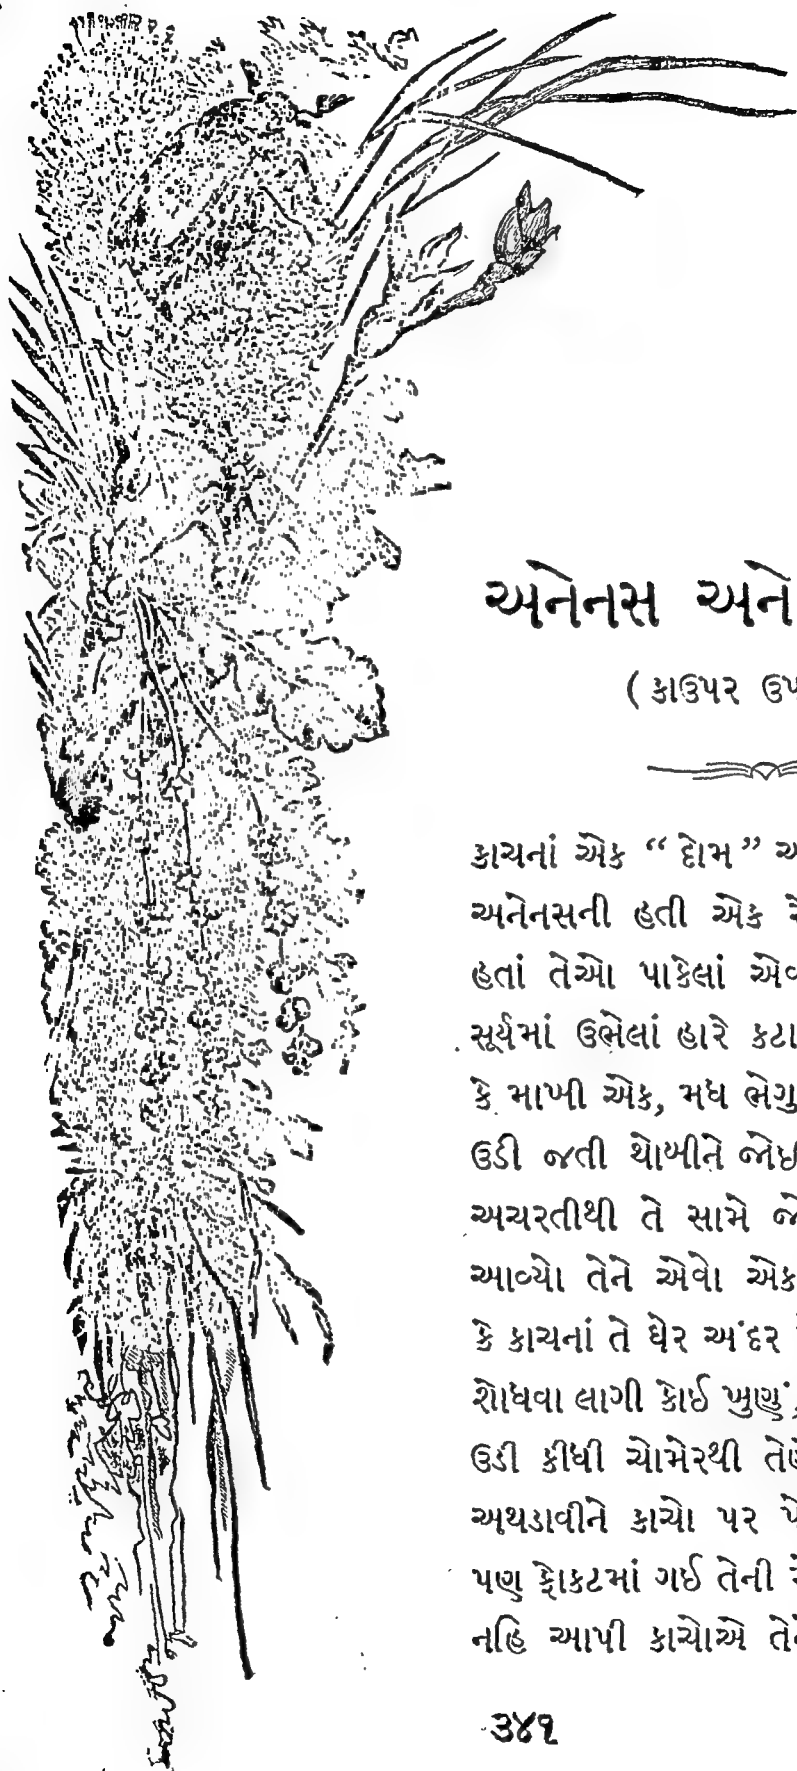 અનેનસ અને
(કાઉપર ઉપ
કાચનાં એક “દોમ”
અનેનસની હતી એક
હતાં તેઓ પાકેલાં એવ
સૂર્યમાં ઉભેલાં હારે કટા
કે માખી એક, મધ ભેગુ
ઉડી જતી થોખીને જોઇ
અચરતીથી તે સામે
આવ્યો તેને એવો એક
કે કાચનાં તે ઘેર અંદર
શોધવા લાગી કોઈ ખુણું,
ઉડી કીધી ચોમેરથી તેણે
અથડાવીને કાચો પર
પણ ફોકટમાં ગઈ તેની
નહિ આપી કાચોએ તેને
૩૪૧